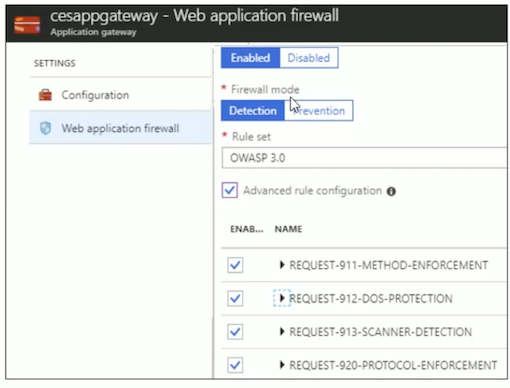 cesappgateway - Web application firewall
Application gateway
SETTINGS
Configuration
Web application firewall
Enabled Disabled
* Firewall mode
Detection Prevention
* Rule set
OWASP 3.0
Advanced rule configuration
ENAB... NAME
REQUEST-911-METHOD-ENFORCEMENT
REQUEST-912-DOS-PROTECTION
REQUEST-913-SCANNER-DETECTION
REQUEST-920-PROTOCOL-ENFORCEMENT